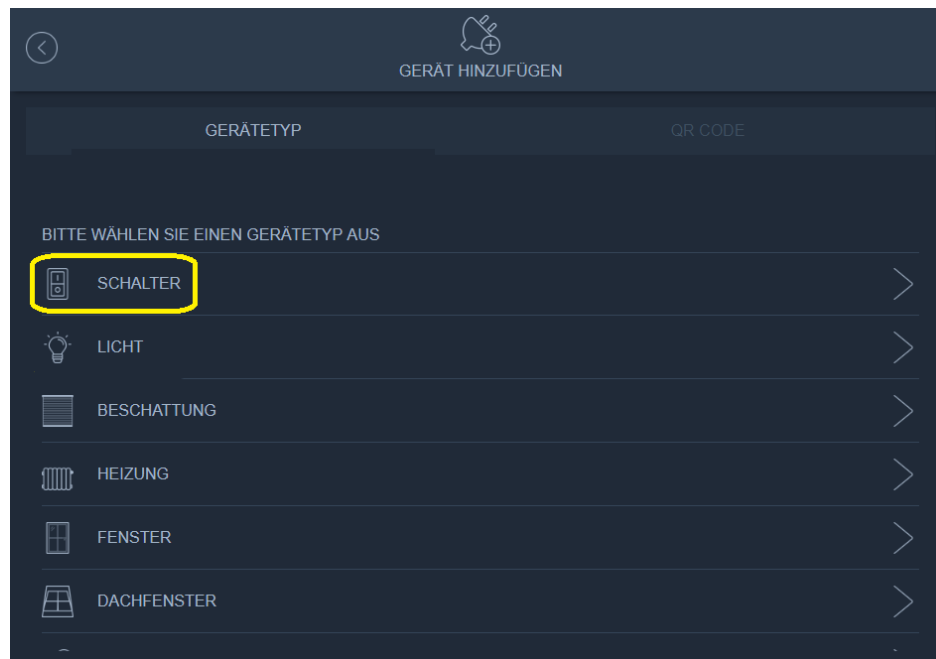 GERÄT HINZUFÜGEN
GERÄTETYP
QR CODE
BITTE WÄHLEN SIE EINEN GERÄTETYP AUS
SCHALTER
LICHT
BESCHATTUNG
HEIZUNG
FENSTER
DACHFENSTER